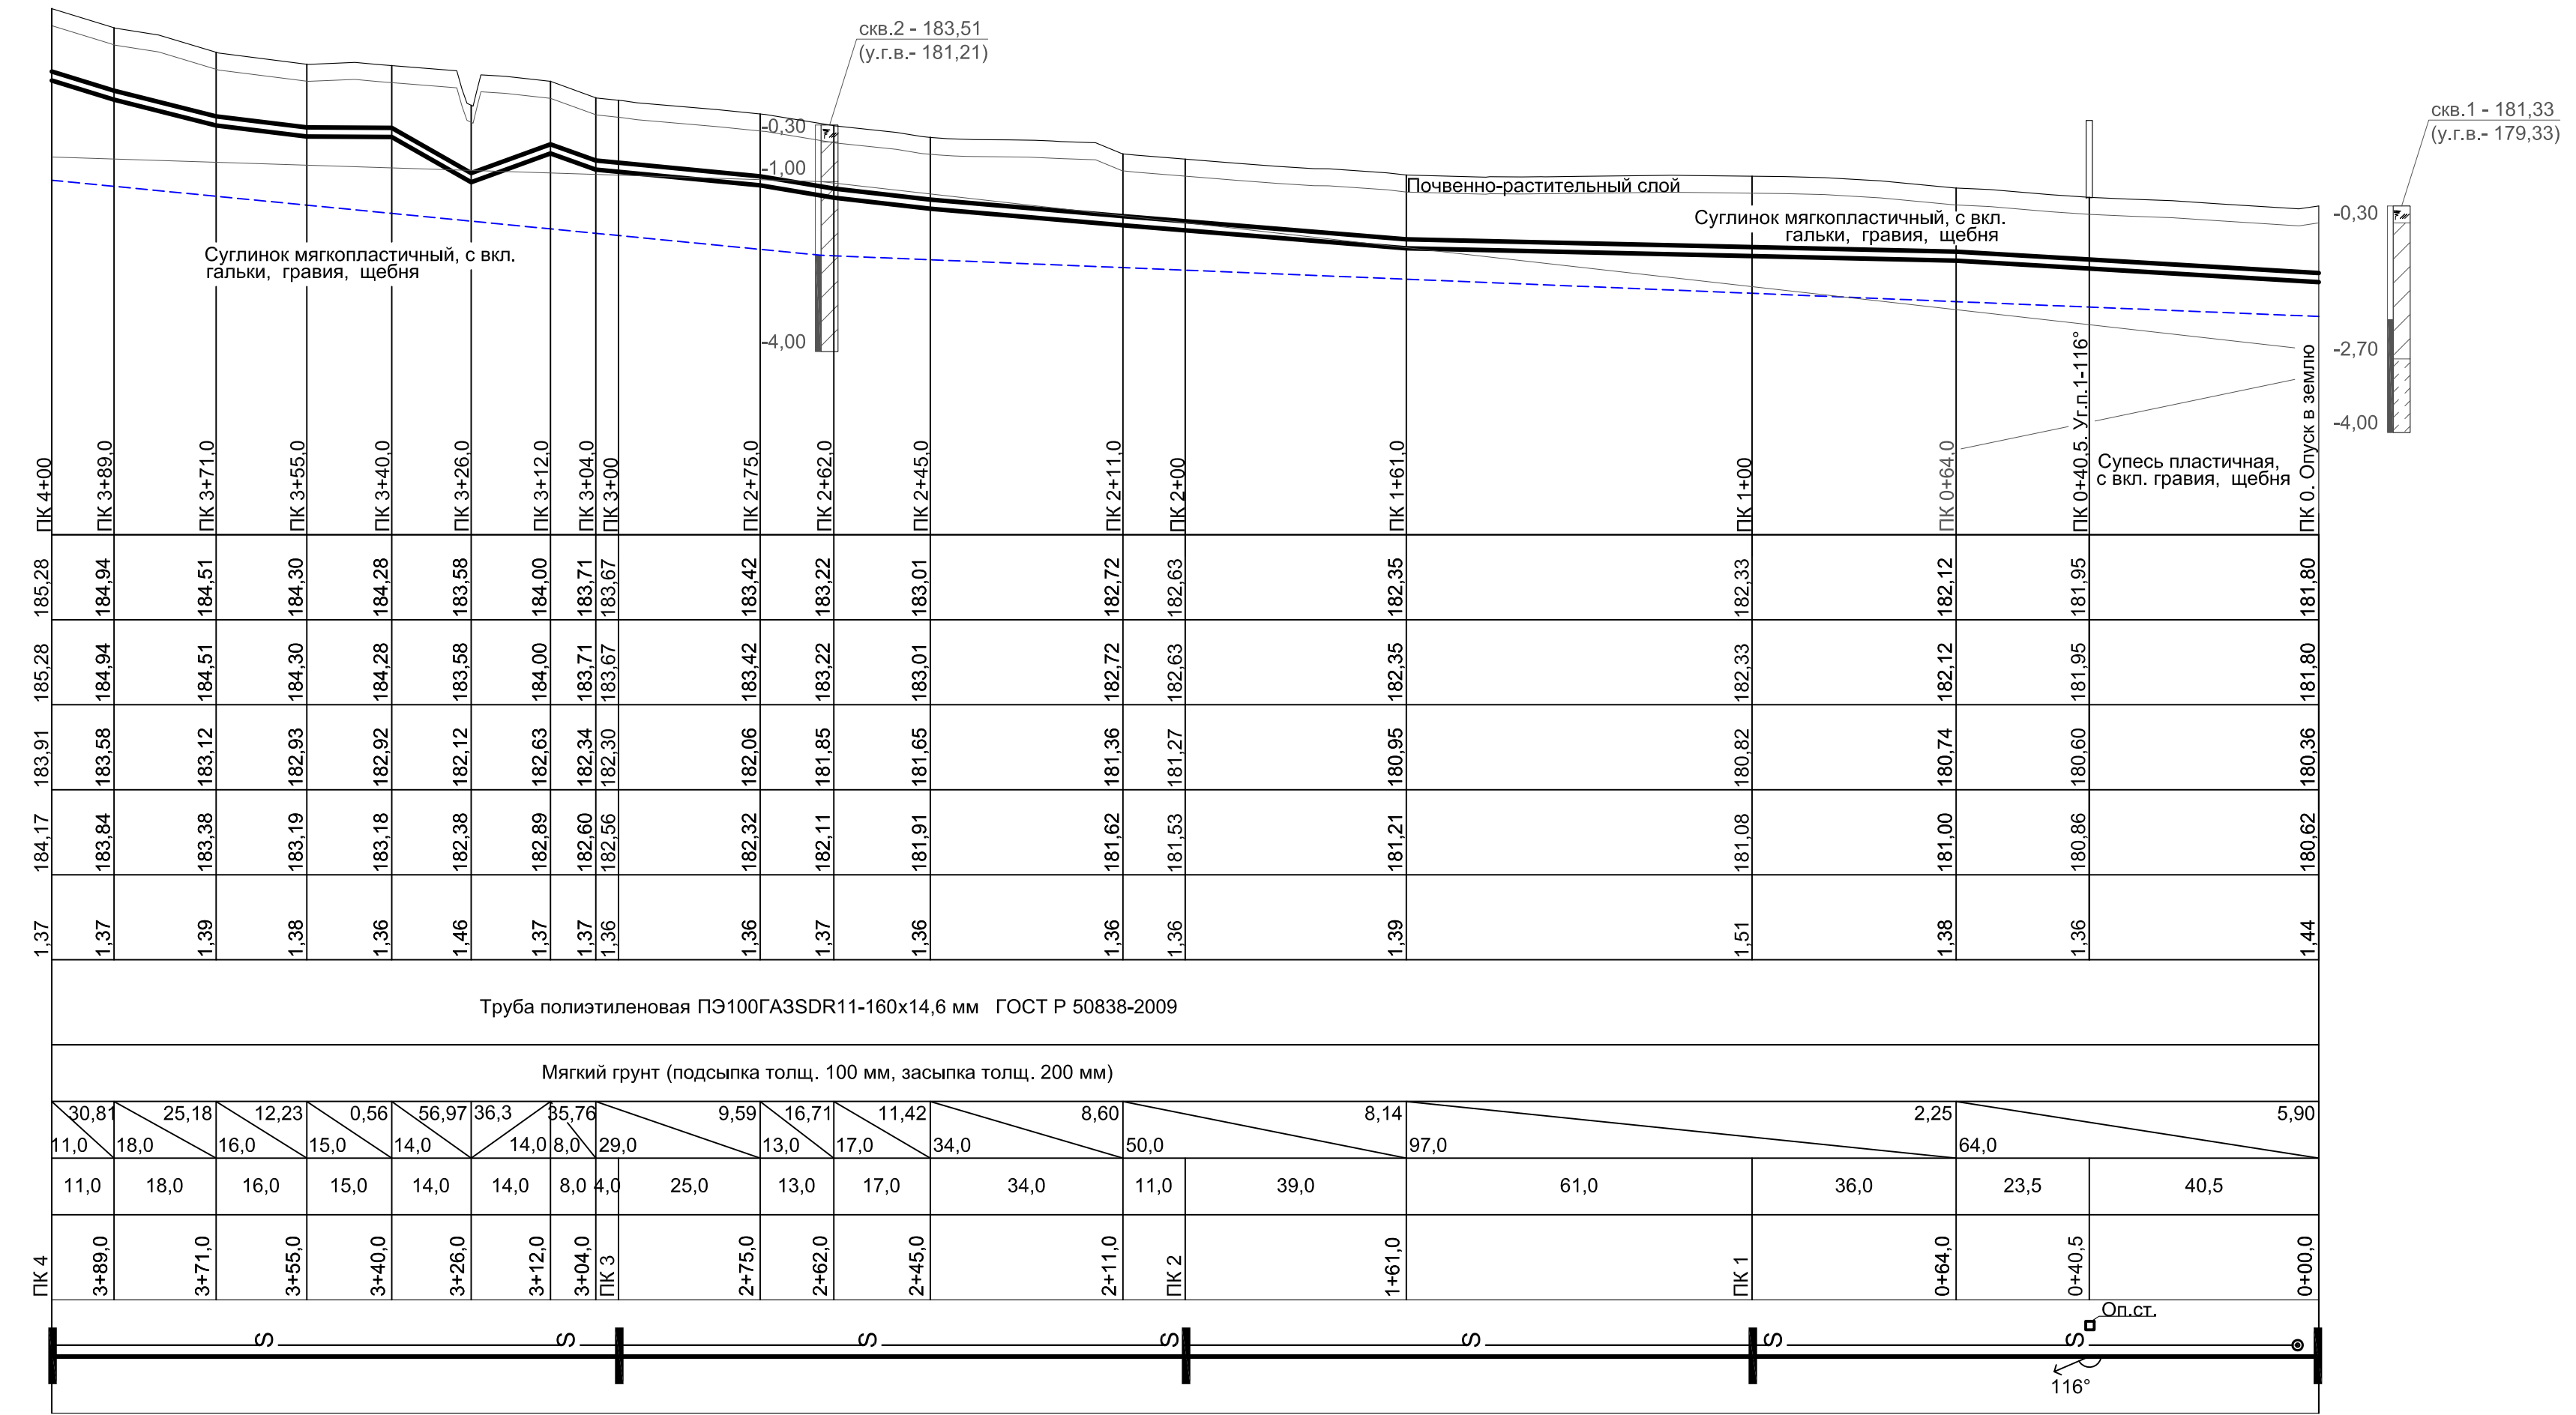 скв.2 - 183,51
(у.г.в.- 181,21)
скв.1 - 181,33
(у.г.в.- 179,33)
-0,30
-1,00
-4,00
-0,30
-2,70
-4,00
Почвенно-растительный слой
Суглинок мягкопластичный, с вкл.
гальки, гравия, щебня
Суглинок мягкопластичный, с вкл.
гальки, гравия, щебня
Супесь пластичная,
с вкл. гравия, щебня
ПК 4+00
ПК 3+89,0
ПК 3+71,0
ПК 3+55,0
ПК 3+40,0
ПК 3+26,0
ПК 3+12,0
ПК 3+04,0
ПК 3+00
ПК 2+75,0
ПК 2+62,0
ПК 2+45,0
ПК 2+11,0
ПК 2+00
ПК 1+61,0
ПК 1+00
ПК 0+64,0
ПК 0+40,5. Уг.п.1-116°
ПК 0. Опуск в землю
185,28 184,94 184,51 184,30 184,28 183,58 184,00 183,71 183,67 183,42 183,22 183,01 182,72 182,63 182,35 182,33 182,12 181,95 181,80
185,28 184,94 184,51 184,30 184,28 183,58 184,00 183,71 183,67 183,42 183,22 183,01 182,72 182,63 182,35 182,33 182,12 181,95 181,80
183,91 183,58 183,12 182,93 182,92 182,12 182,63 182,34 182,30 182,06 181,85 181,65 181,36 181,27 180,95 180,82 180,74 180,60 180,36
184,17 183,84 183,38 183,19 183,18 182,38 182,89 182,60 182,56 182,32 182,11 181,91 181,62 181,53 181,21 181,08 181,00 180,86 180,62
1,37 1,37 1,39 1,38 1,36 1,46 1,37 1,37 1,36 1,36 1,37 1,36 1,36 1,36 1,39 1,51 1,38 1,36 1,44
Труба полиэтиленовая ПЭ100ГАЗSDR11-160х14,6 мм ГОСТ Р 50838-2009
Мягкий грунт (подсыпка толщ. 100 мм, засыпка толщ. 200 мм)
30,81 25,18 12,23 0,56 56,97 36,3 35,76 9,59 16,71 11,42 8,60 8,14 2,25 5,90
11,0 18,0 16,0 15,0 14,0 14,0 8,0 29,0 13,0 17,0 34,0 50,0 97,0 64,0
11,0 18,0 16,0 15,0 14,0 14,0 8,0 4,0 25,0 13,0 17,0 34,0 11,0 39,0 61,0 36,0 23,5 40,5
ПК 4 3+89,0 3+71,0 3+55,0 3+40,0 3+26,0 3+12,0 3+04,0 ПК 3 2+75,0 2+62,0 2+45,0 2+11,0 ПК 2 1+61,0 ПК 1 0+64,0 0+40,5 0+00,0
Оп.ст.
S S S S S S S
116°